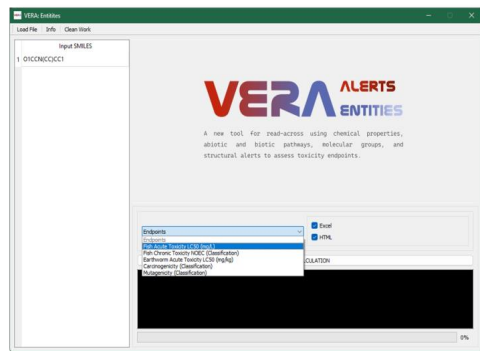 VERA: Entities
Load File Info Clean Work
Input SMILES
1 O1CCN(CC)CC1
VERA ALERTS
ENTITIES
A new tool for read-across using chemical properties,
abiotic and biotic pathways, molecular groups, and
structural alerts to assess toxicity endpoints.
Endpoints
Excel
Endpoints
HTML
Fish Acute Toxicity LC50 (mg/L)
Fish Chronic Toxicity NOEC (Classification)
Earthworm Acute Toxicity LC50 (mg/kg)
CULATION
Carcinogenicity (Classification)
Mutagenicity (Classification)
0%